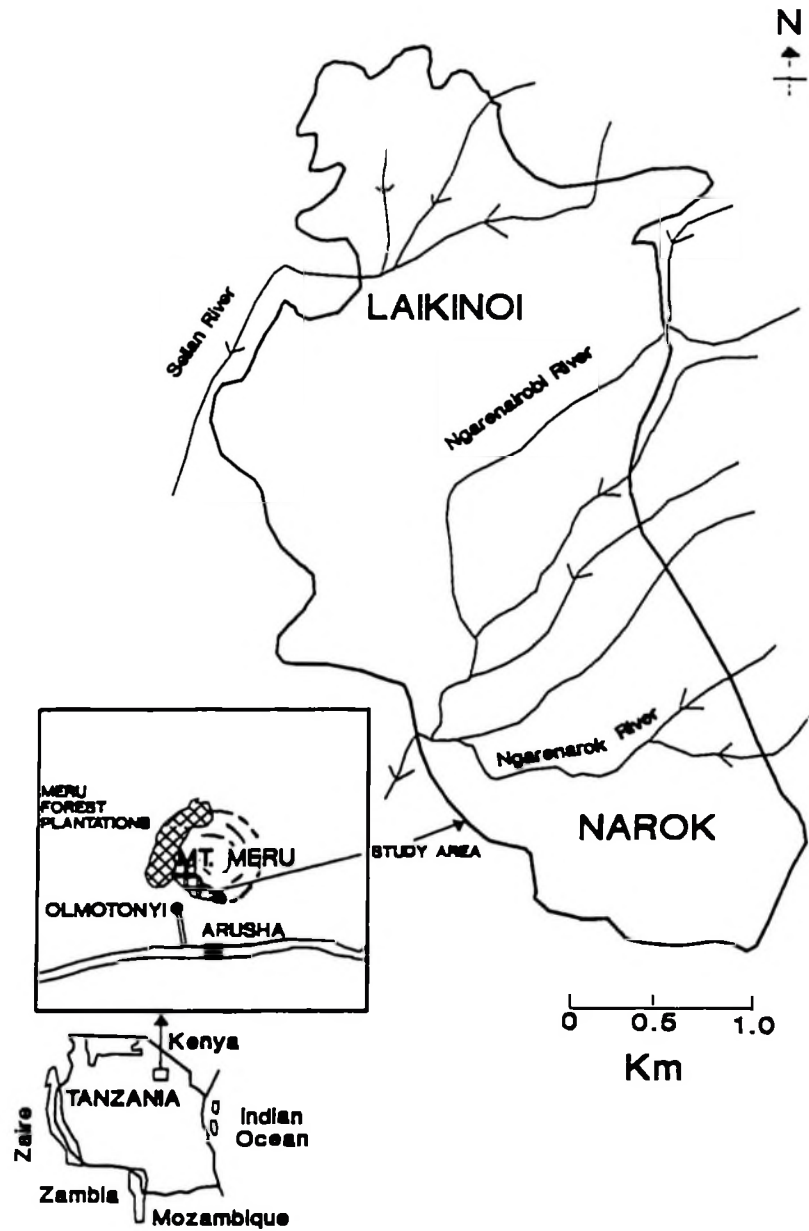 N
LAIKINOI
Selian River
Ngarenairobi River
Ngarenarok River
NAROK
STUDY AREA
MERU
FOREST
PLANTATIONS
MT. MERU
OLMOTONYI
ARUSHA
0 0.5 1.0
Km
Kenya
TANZANIA
Zaire
Indian
Ocean
Zambia
Mozambique